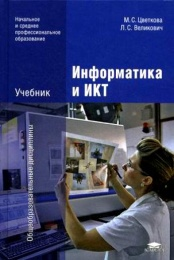 Начальное и среднее
профессиональное
образование
М.С. Цветкова
Л.С. Великович
Учебник
Информатика
и ИКТ
Общеобразовательные дисциплины